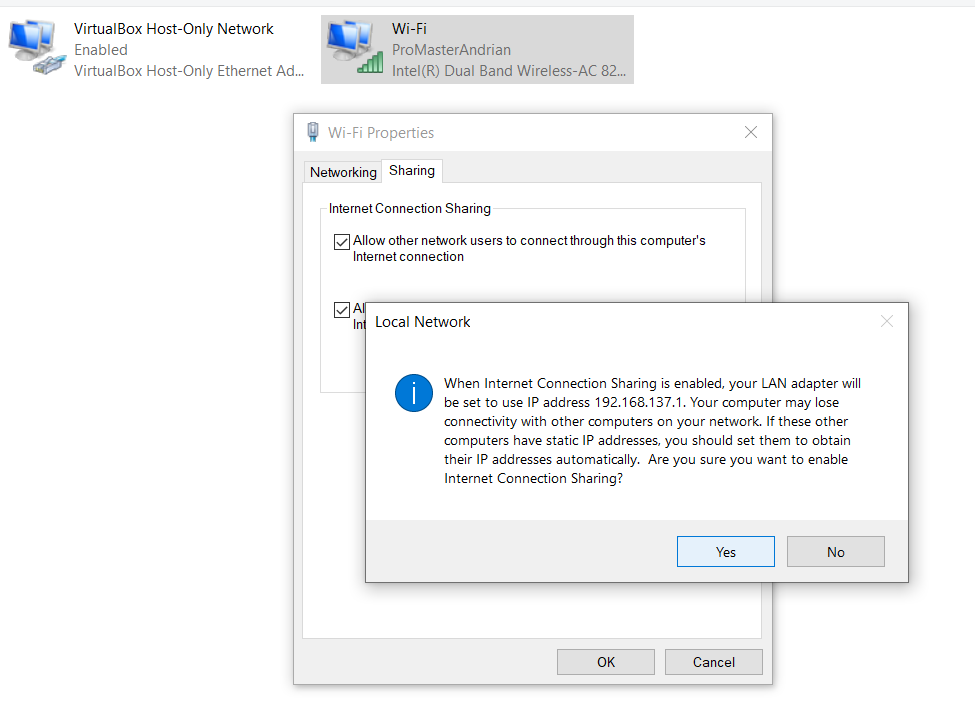 VirtualBox Host-Only Network
Enabled
VirtualBox Host-Only Ethernet Ad...
Wi-Fi
ProMasterAndrian
Intel(R) Dual Band Wireless-AC 82...
Wi-Fi Properties
Networking
Sharing
Internet Connection Sharing
Allow other network users to connect through this computer's
Internet connection
Al
Int
Local Network
When Internet Connection Sharing is enabled, your LAN adapter will
be set to use IP address 192.168.137.1. Your computer may lose
connectivity with other computers on your network. If these other
computers have static IP addresses, you should set them to obtain
their IP addresses automatically.  Are you sure you want to enable
Internet Connection Sharing?
Yes
No
OK
Cancel